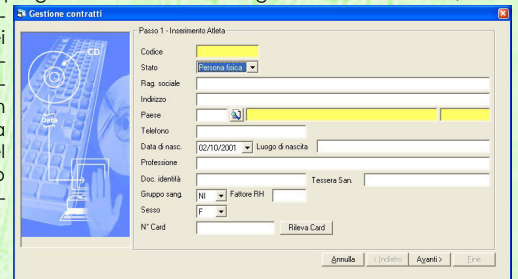 Gestione contratti
Passo 1 - Inserimento Atleta
Codice
Stato Persona fisica
Rag. sociale
Indirizzo
Paese
Telefono
Data di nasc. 02/10/2001 Luogo di nascita
Professione
Doc. identità Tessera San.
Gruppo sang. NI Fattore RH
Sesso F
N° Card Rileva Card
Annulla < Indietro Avanti > Fine
CD
Data